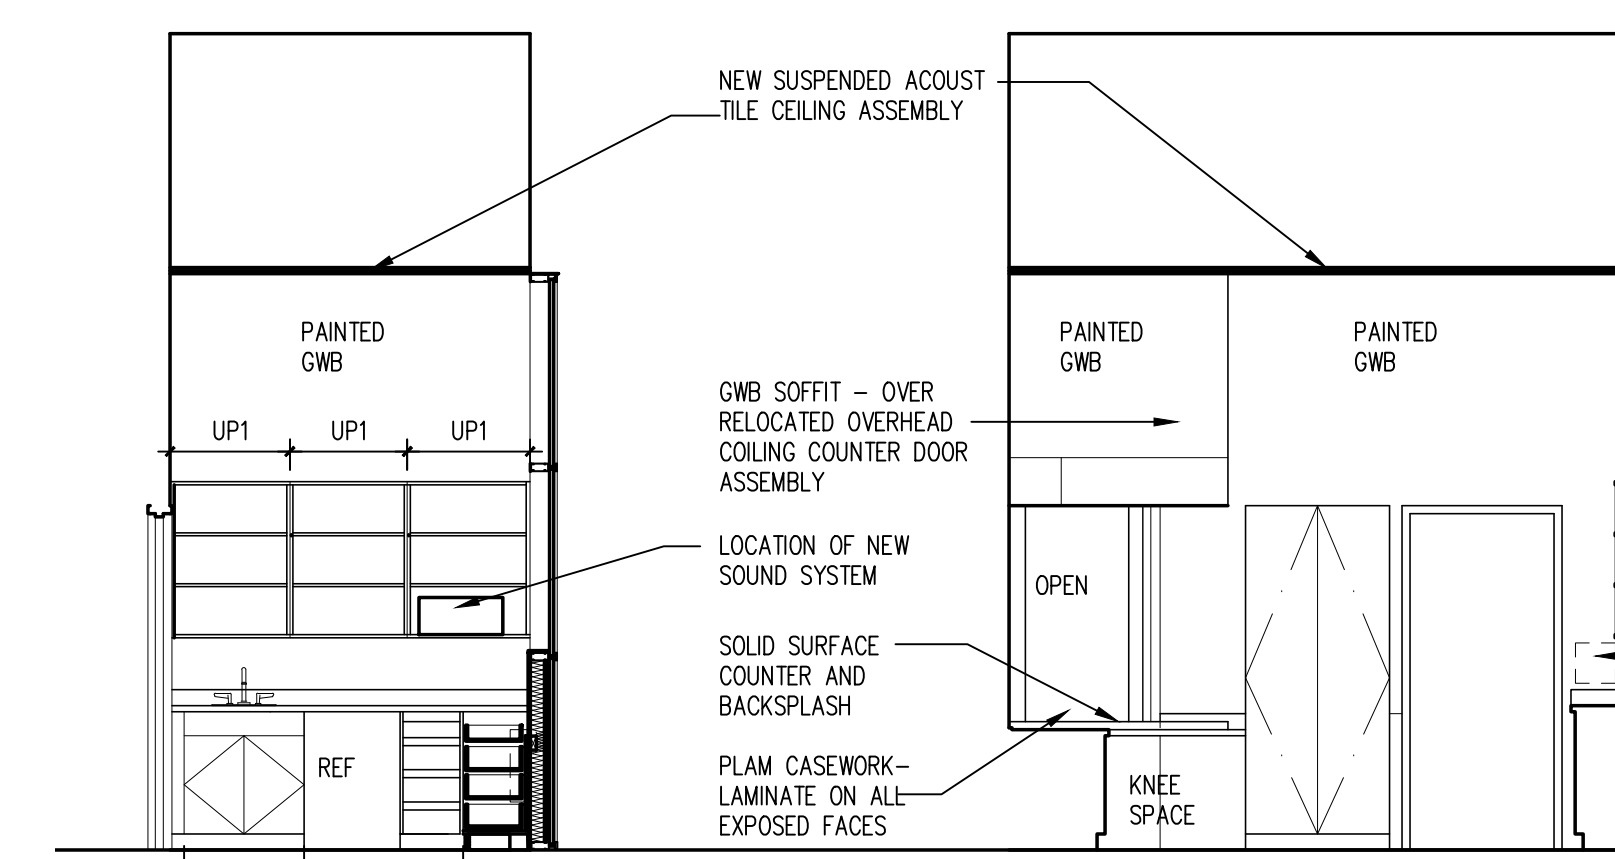 NEW SUSPENDED ACOUST
TILE CEILING ASSEMBLY
PAINTED
GWB
PAINTED
GWB
PAINTED
GWB
GWB SOFFIT – OVER
RELOCATED OVERHEAD
COILING COUNTER DOOR
ASSEMBLY
UP1
UP1
UP1
LOCATION OF NEW
SOUND SYSTEM
OPEN
SOLID SURFACE
COUNTER AND
BACKSPLASH
REF
PLAM CASEWORK–
LAMINATE ON ALL
EXPOSED FACES
KNEE
SPACE